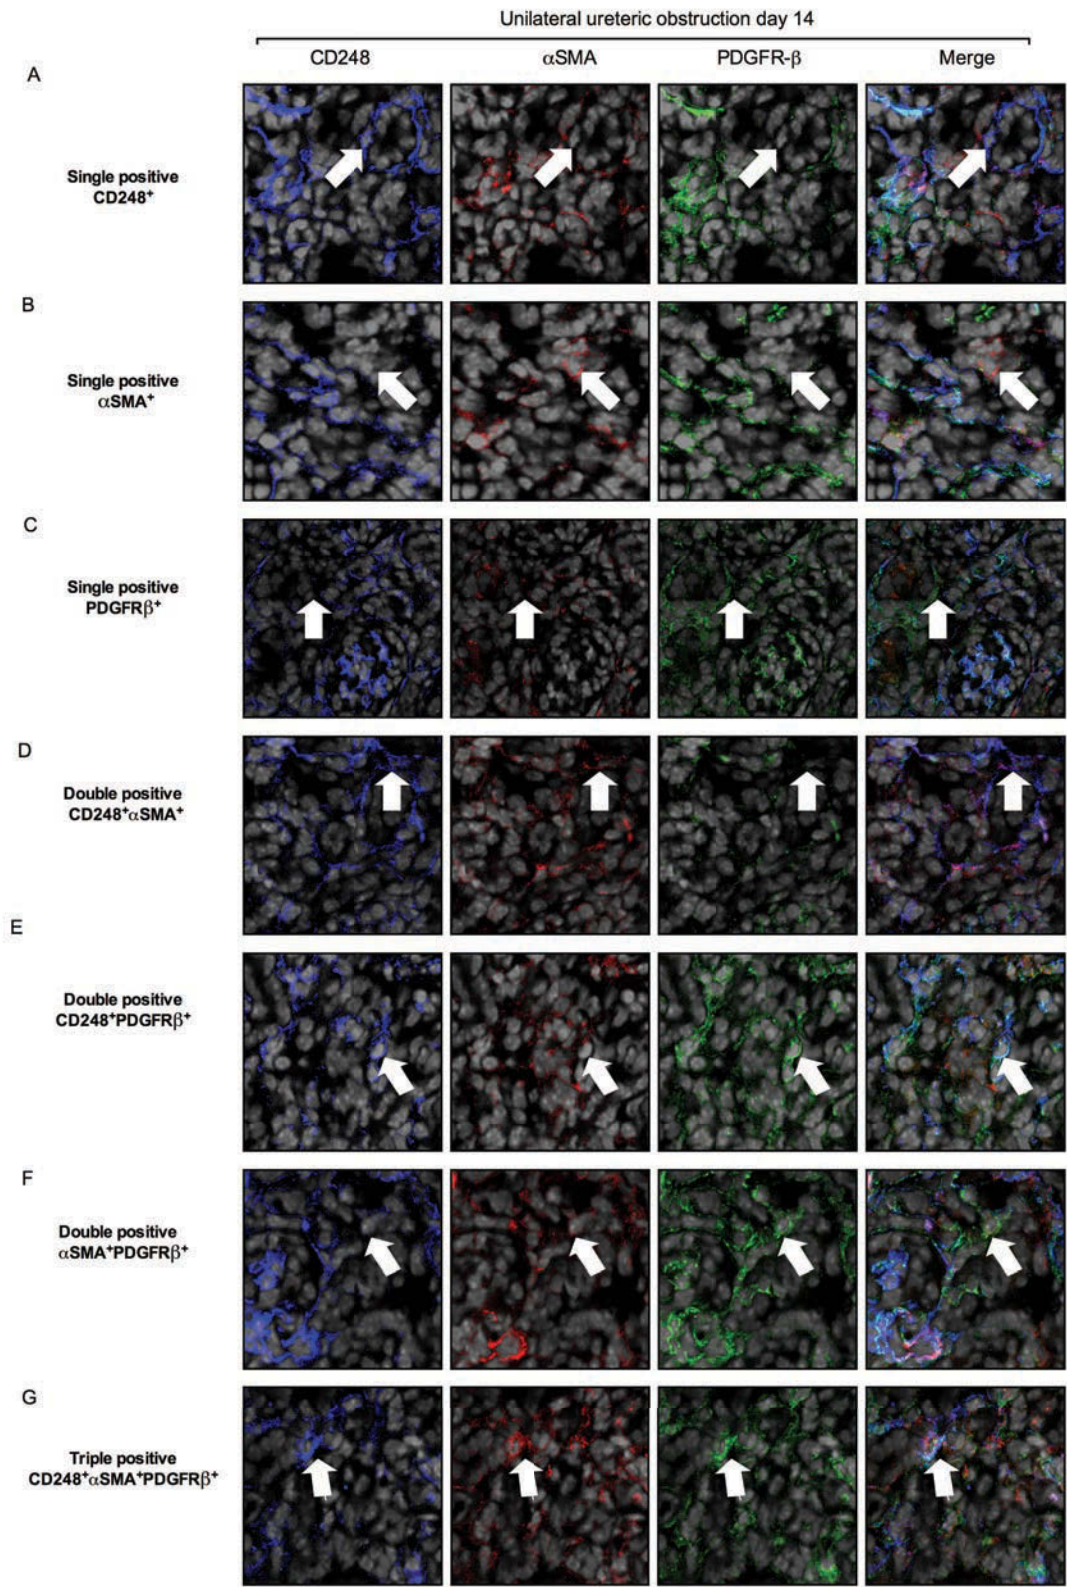 Unilateral ureteric obstruction day 14
CD248 αSMA PDGFR-β Merge
A
Single positive
CD248⁺
B
Single positive
αSMA⁺
C
Single positive
PDGFRβ⁺
D
Double positive
CD248⁺αSMA⁺
E
Double positive
CD248⁺PDGFRβ⁺
F
Double positive
αSMA⁺PDGFRβ⁺
G
Triple positive
CD248⁺αSMA⁺PDGFRβ⁺